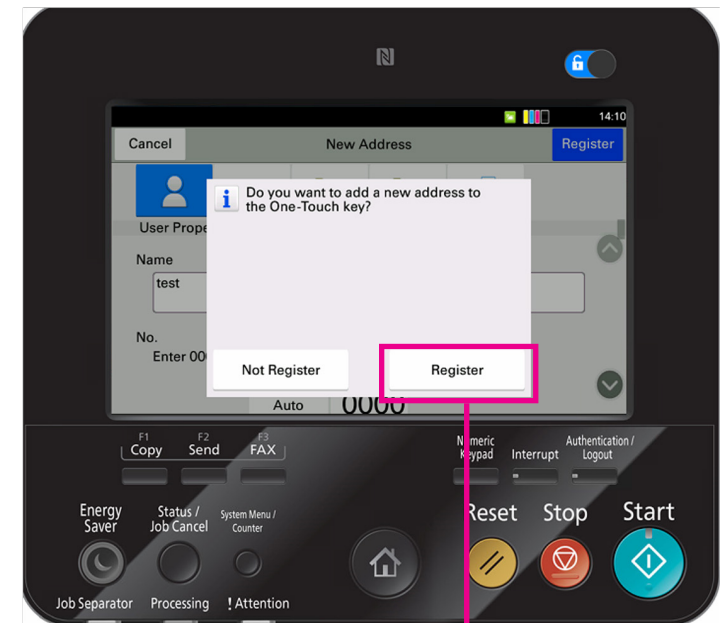 14:10
Cancel
New Address
Register
Do you want to add a new address to
the One-Touch key?
User Prope
Name
test
No.
Enter 00
Not Register
Register
Auto
0000
F1
Copy
F2
Send
F3
FAX
Numeric
Keypad
Interrupt
Authentication /
Logout
Energy
Saver
Status /
Job Cancel
System Menu /
Counter
Reset
Stop
Start
Job Separator
Processing
! Attention